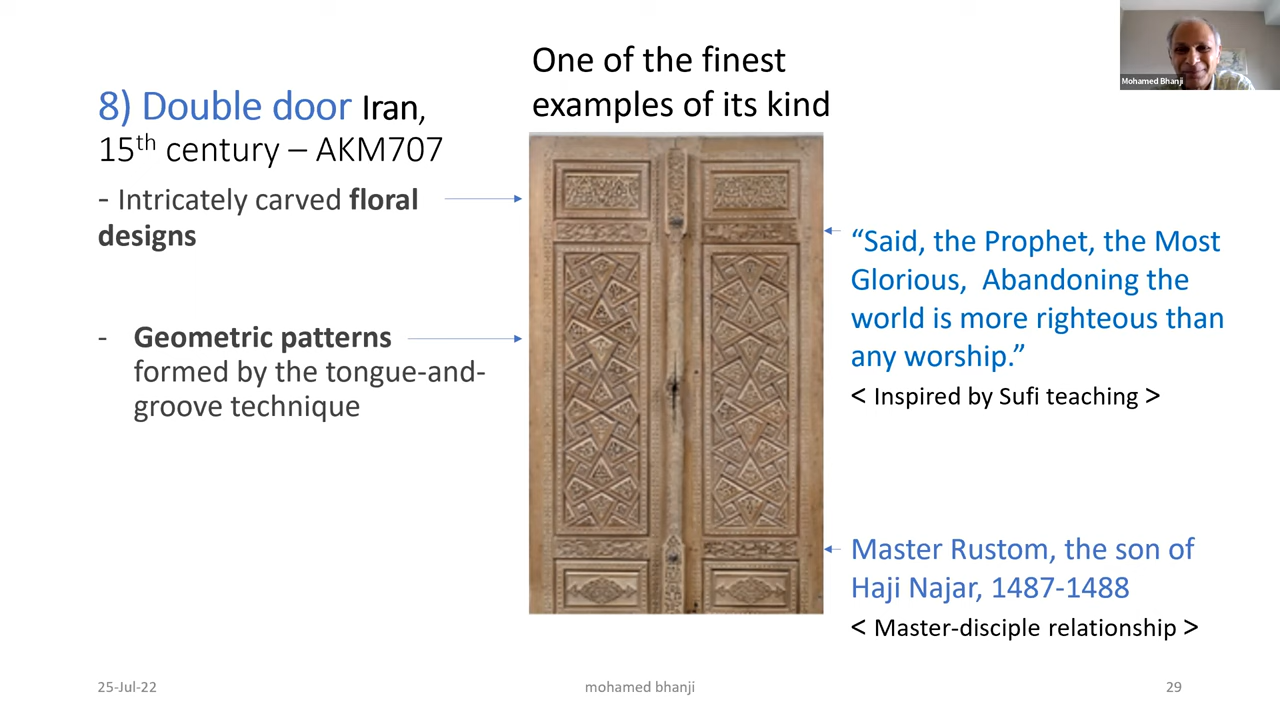 8) Double door Iran,
15th century – AKM707
- Intricately carved floral
designs
- Geometric patterns
formed by the tongue-and-
groove technique
One of the finest
examples of its kind
“Said, the Prophet, the Most
Glorious, Abandoning the
world is more righteous than
any worship.”
< Inspired by Sufi teaching >
Master Rustom, the son of
Haji Najar, 1487-1488
< Master-disciple relationship >
Mohamed Bhanji
25-Jul-22
mohamed bhanji
29